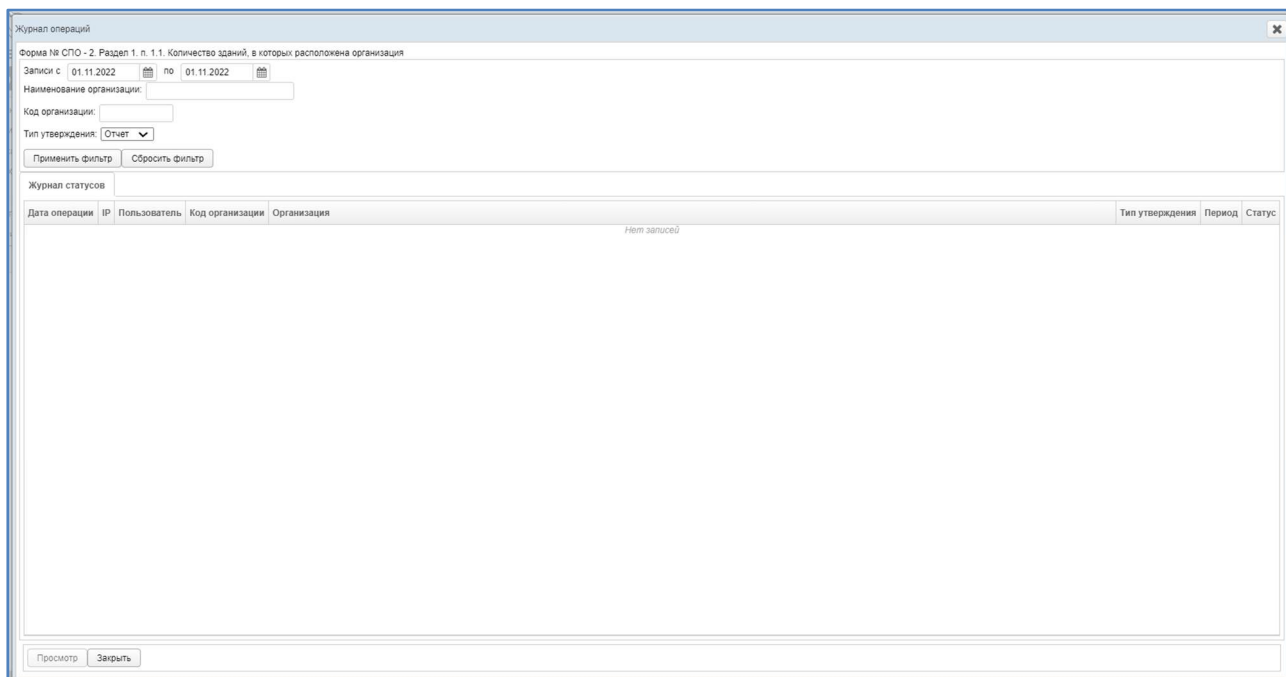 Журнал операций
Форма № СПО - 2. Раздел 1. п. 1.1. Количество зданий, в которых расположена организация
Записи с 01.11.2022 по 01.11.2022
Наименование организации:
Код организации:
Тип утверждения: Отчет
Применить фильтр Сбросить фильтр
Журнал статусов
Дата операции IP Пользователь Код организации Организация Тип утверждения Период Статус
Нет записей
Просмотр Закрыть